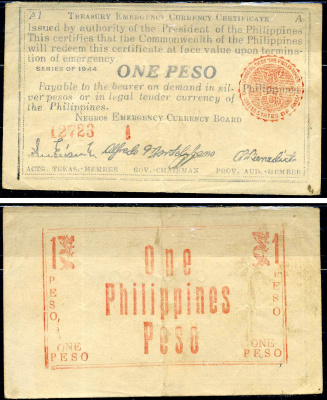 A1 TREASURY EMERGENCY CURRENCY CERTIFICATE A
Issued by authority of the President of the Philippines
This certifies that the Commonwealth of the Philippines
will redeem this certificate at face value upon termina-
tion of emergency
SERIES OF 1944
ONE PESO
Payable to the bearer on demand in sil-
ver pesos or in legal tender currency of
the Philippines.
Philippines
NEGROS EMERGENCY CURRENCY BOARD
ACTG. TREAS.-MEMBER GOV.-CHAIRMAN PROV. AUD.-MEMBER
1 1
One
Philippines
Peso
PESO
PESO
ONE
PESO
ONE
PESO